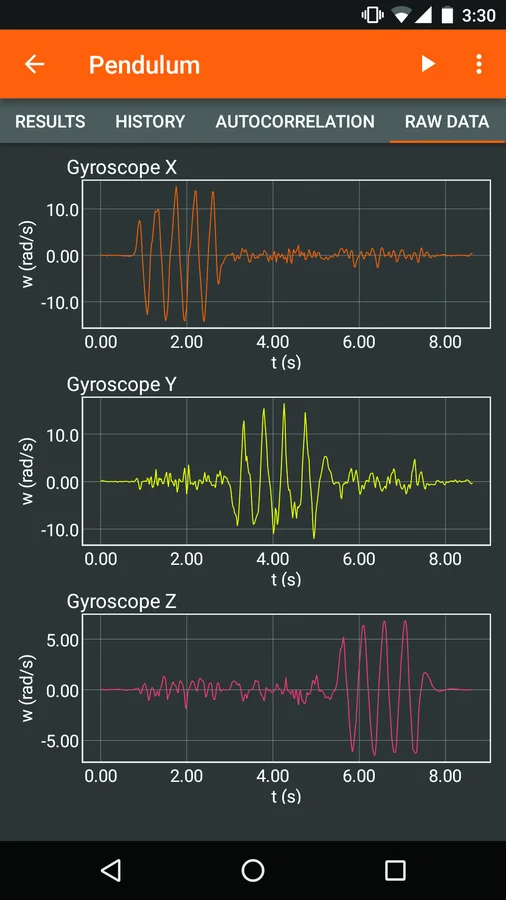 3:30
Pendulum
RESULTS HISTORY AUTOCORRELATION RAW DATA
Gyroscope X
w (rad/s)
10.0
0.00
-10.0
0.00 2.00 4.00 6.00 8.00
t (s)
Gyroscope Y
w (rad/s)
10.0
0.00
-10.0
0.00 2.00 4.00 6.00 8.00
t (s)
Gyroscope Z
w (rad/s)
5.00
0.00
-5.00
0.00 2.00 4.00 6.00 8.00
t (s)